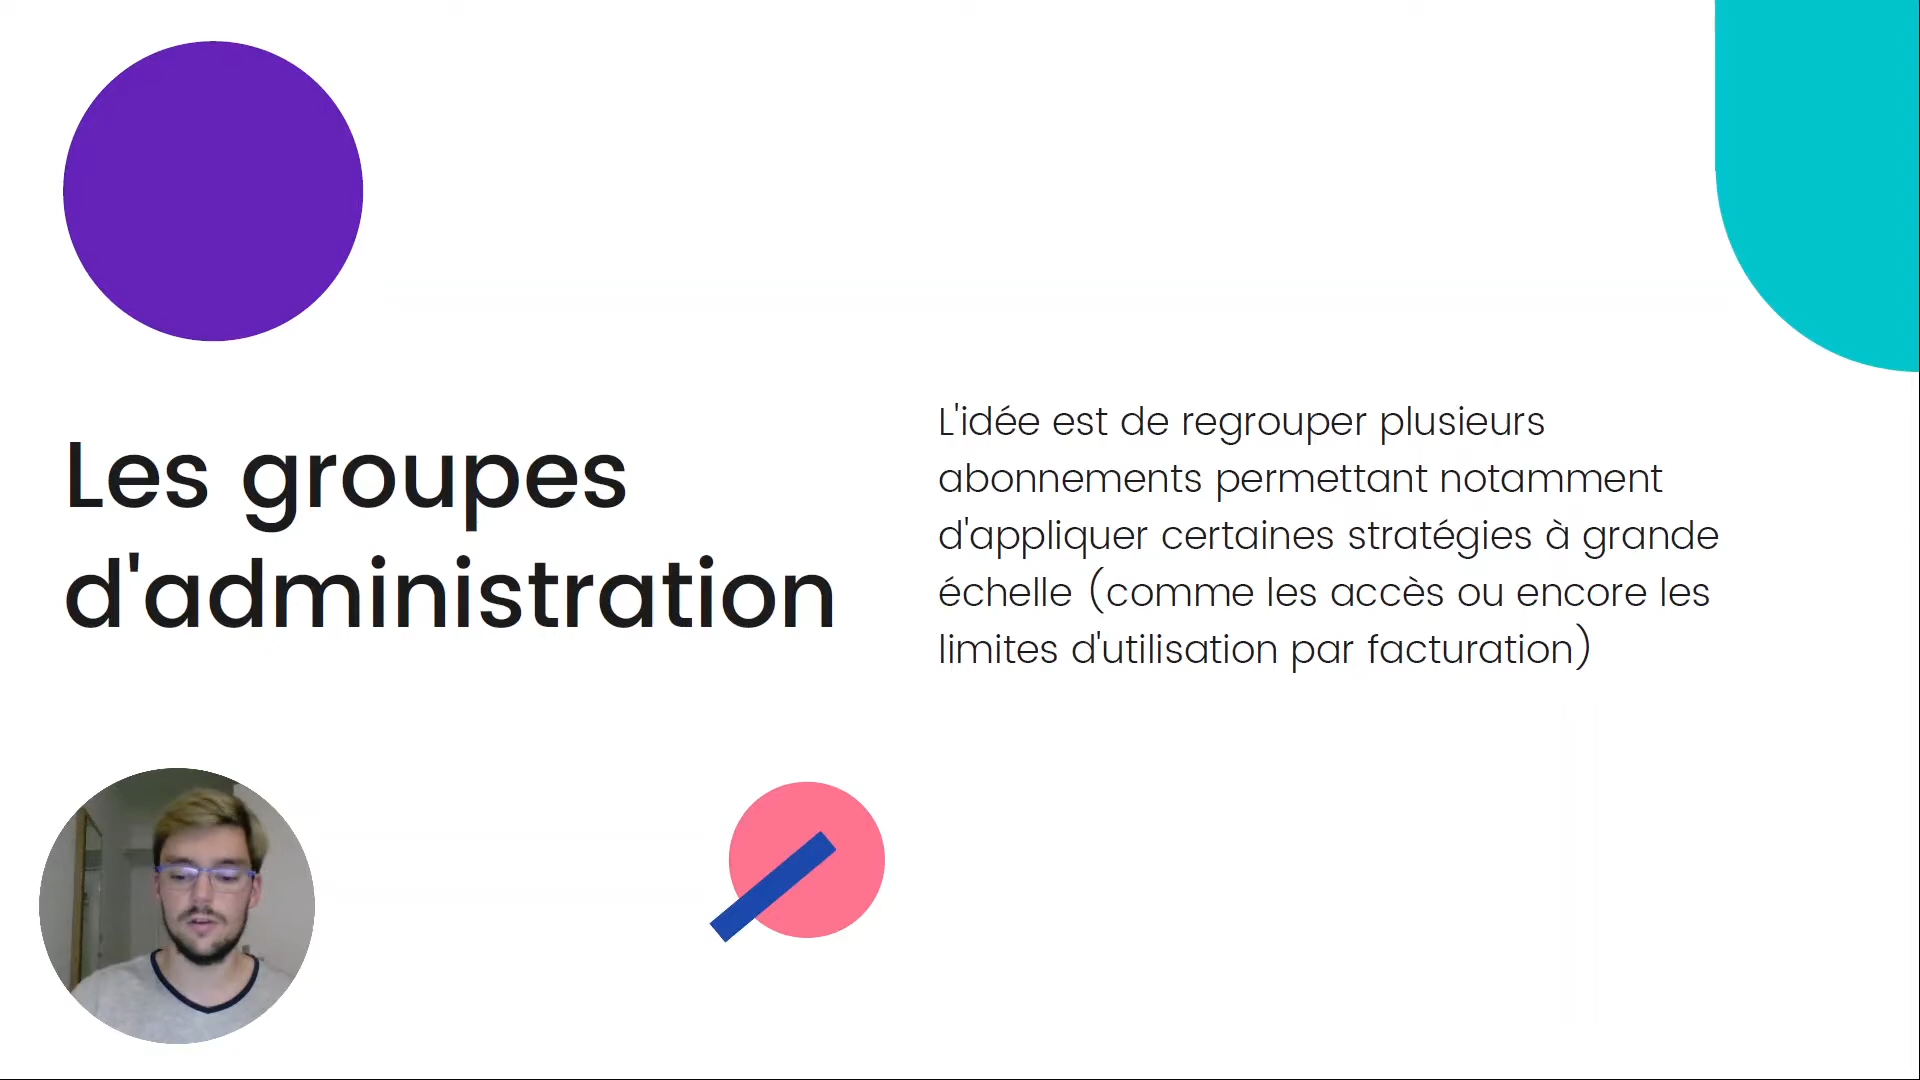 Les groupes
d'administration
L'idée est de regrouper plusieurs
abonnements permettant notamment
d'appliquer certaines stratégies à grande
échelle (comme les accès ou encore les
limites d'utilisation par facturation)